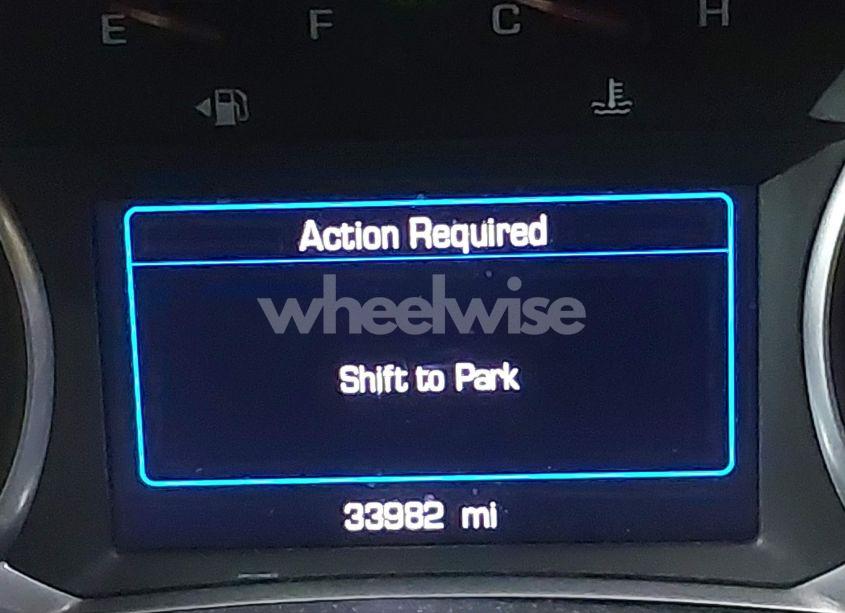 E F C H
Action Required
wheelwise
Shift to Park
33982 mi